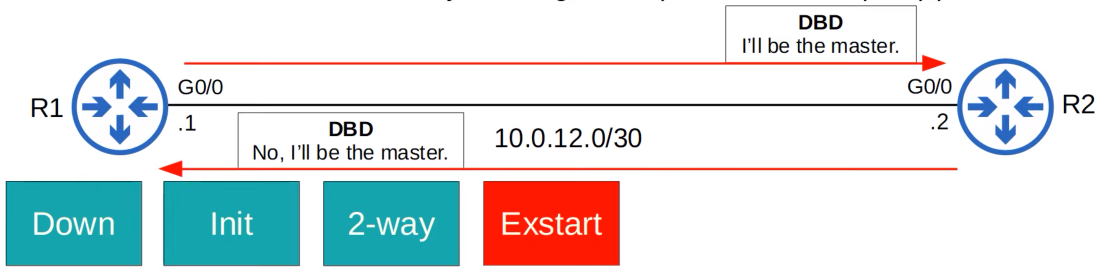 DBD
I'll be the master.
G0/0
G0/0
R1
R2
.1
.2
DBD
No, I'll be the master.
10.0.12.0/30
Down
Init
2-way
Exstart